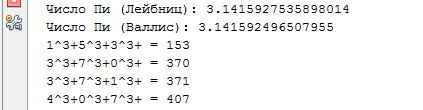 Число Пи (Лейбниц): 3.1415927535898014
Число Пи (Валлис): 3.141592496507955
1^3+5^3+3^3+ = 153
3^3+7^3+0^3+ = 370
3^3+7^3+1^3+ = 371
4^3+0^3+7^3+ = 407